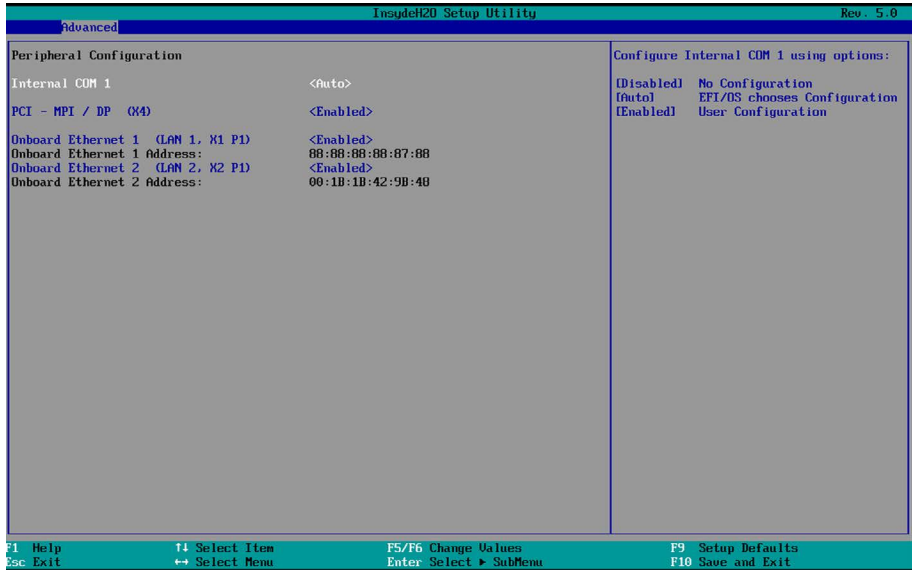 InsydeH20 Setup Utility Rev. 5.0
Advanced
Peripheral Configuration
Internal COM 1 <Auto>
PCI - MPI / DP (X4) <Enabled>
Onboard Ethernet 1 (LAN 1, X1 P1) <Enabled>
Onboard Ethernet 1 Address: 88:88:88:88:87:88
Onboard Ethernet 2 (LAN 2, X2 P1) <Enabled>
Onboard Ethernet 2 Address: 00:1B:1B:42:9B:48
Configure Internal COM 1 using options:
[Disabled] No Configuration
[Auto] EFI/OS chooses Configuration
[Enabled] User Configuration
F1 Help ↑↓ Select Item F5/F6 Change Values F9 Setup Defaults
Esc Exit ↔ Select Menu Enter Select ► SubMenu F10 Save and Exit